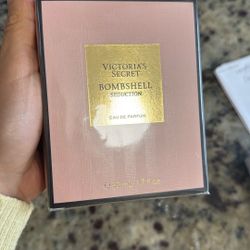 VICTORIA'S
SECRET
BOMBSHELL
SEDUCTION
EAU DE PARFUM